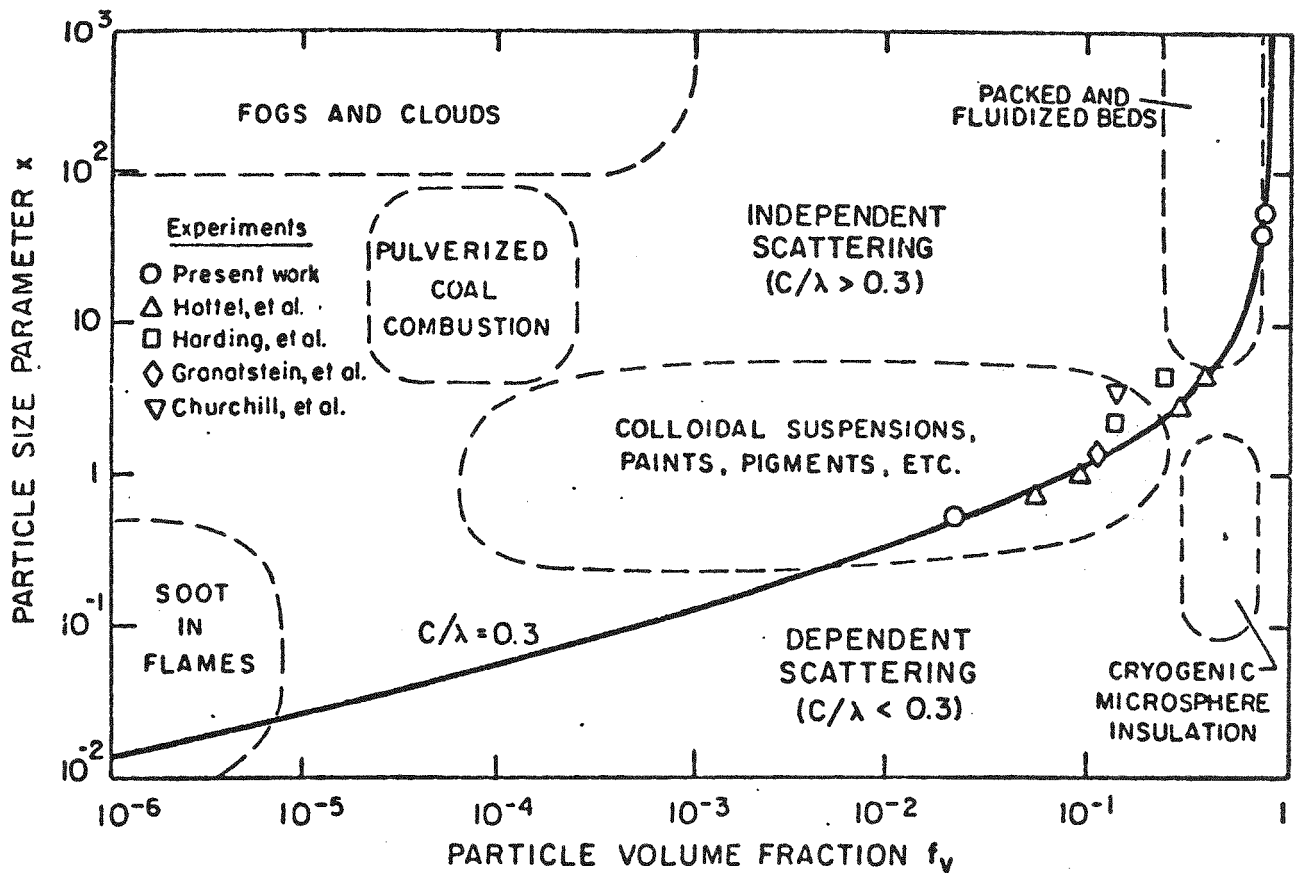 10³
10²
10
1
10⁻¹
10⁻²
PARTICLE SIZE PARAMETER x
FOGS AND CLOUDS
PACKED AND
FLUIDIZED BEDS
Experiments
○ Present work
△ Hottel, et al.
□ Harding, et al.
◇ Granatstein, et al.
▽ Churchill, et al.
PULVERIZED
COAL
COMBUSTION
INDEPENDENT
SCATTERING
(C/λ > 0.3)
COLLOIDAL SUSPENSIONS,
PAINTS, PIGMENTS, ETC.
SOOT
IN
FLAMES
C/λ = 0.3
DEPENDENT
SCATTERING
(C/λ < 0.3)
CRYOGENIC
MICROSPHERE
INSULATION
10⁻⁶
10⁻⁵
10⁻⁴
10⁻³
10⁻²
10⁻¹
1
PARTICLE VOLUME FRACTION fᵥ